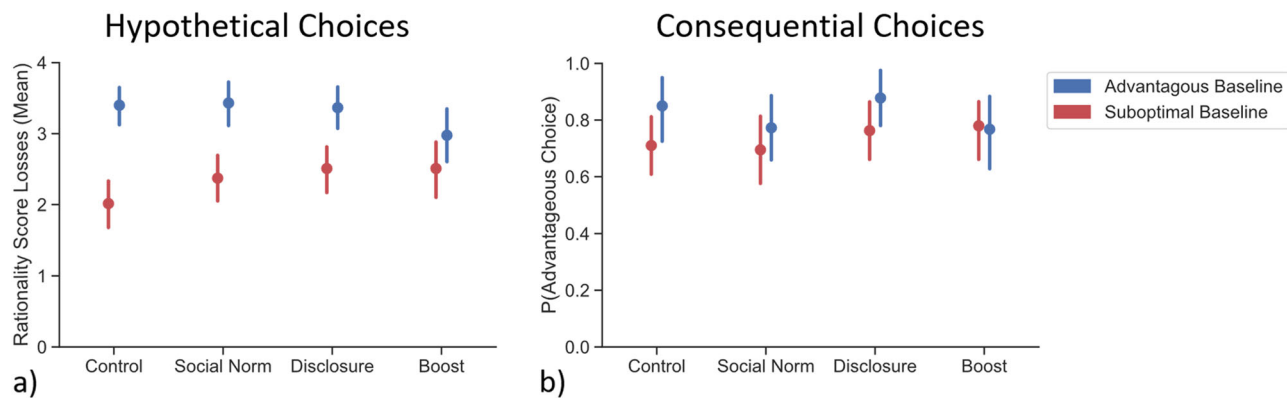 Hypothetical Choices
Rationality Score Losses (Mean)
4
3
2
1
0
Control Social Norm Disclosure Boost
a)
Consequential Choices
P(Advantageous Choice)
1.0
0.8
0.6
0.4
0.2
0.0
Control Social Norm Disclosure Boost
b)
Advantagous Baseline
Suboptimal Baseline